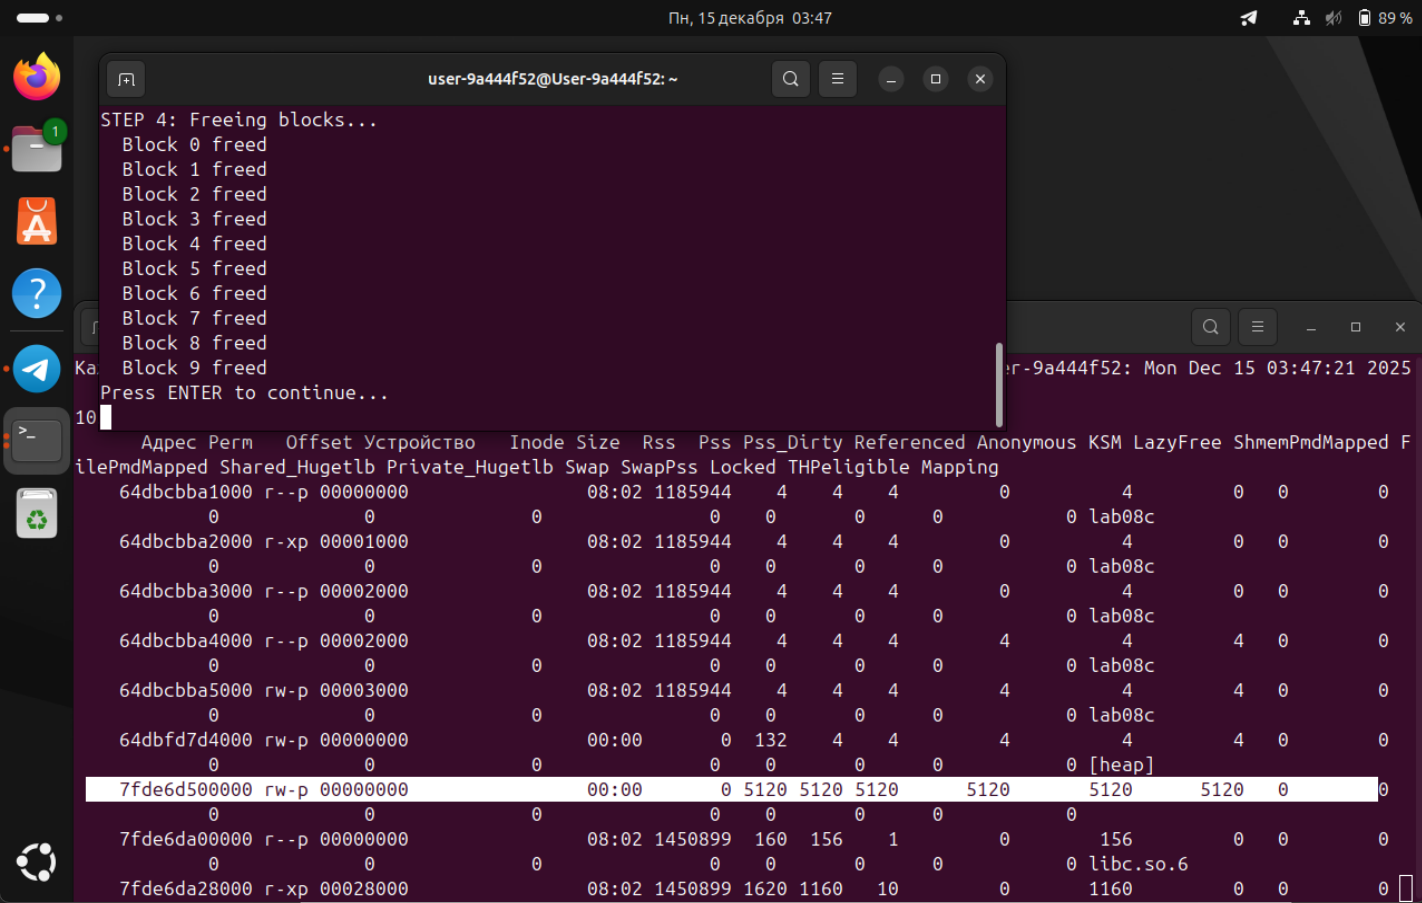 Пн, 15 декабря 03:47
89 %
1
user-9a444f52@User-9a444f52: ~
STEP 4: Freeing blocks...
Block 0 freed
Block 1 freed
Block 2 freed
Block 3 freed
Block 4 freed
Block 5 freed
Block 6 freed
Block 7 freed
Block 8 freed
Block 9 freed
Press ENTER to continue...
Ка
er-9a444f52: Mon Dec 15 03:47:21 2025
10
Адрес Perm Offset Устройство Inode Size Rss Pss Pss_Dirty Referenced Anonymous KSM LazyFree ShmemPmdMapped F
ilePmdMapped Shared_Hugetlb Private_Hugetlb Swap SwapPss Locked THPeligible Mapping
64dbcbba1000 r--p 00000000 08:02 1185944 4 4 4 0 4 0 0 0
0 0 0 0 0 0 0 0 lab08c
64dbcbba2000 r-xp 00001000 08:02 1185944 4 4 4 0 4 0 0 0
0 0 0 0 0 0 0 0 lab08c
64dbcbba3000 r--p 00002000 08:02 1185944 4 4 4 0 4 0 0 0
0 0 0 0 0 0 0 0 lab08c
64dbcbba4000 r--p 00002000 08:02 1185944 4 4 4 4 4 4 0 0
0 0 0 0 0 0 0 0 lab08c
64dbcbba5000 rw-p 00003000 08:02 1185944 4 4 4 4 4 4 0 0
0 0 0 0 0 0 0 0 lab08c
64dbfd7d4000 rw-p 00000000 00:00 0 132 4 4 4 4 4 0 0
0 0 0 0 0 0 0 0 [heap]
7fde6d500000 rw-p 00000000 00:00 0 5120 5120 5120 5120 5120 5120 0 0
0 0 0 0 0 0 0 0
7fde6da00000 r--p 00000000 08:02 1450899 160 156 1 0 156 0 0 0
0 0 0 0 0 0 0 0 libc.so.6
7fde6da28000 r-xp 00028000 08:02 1450899 1620 1160 10 0 1160 0 0 0